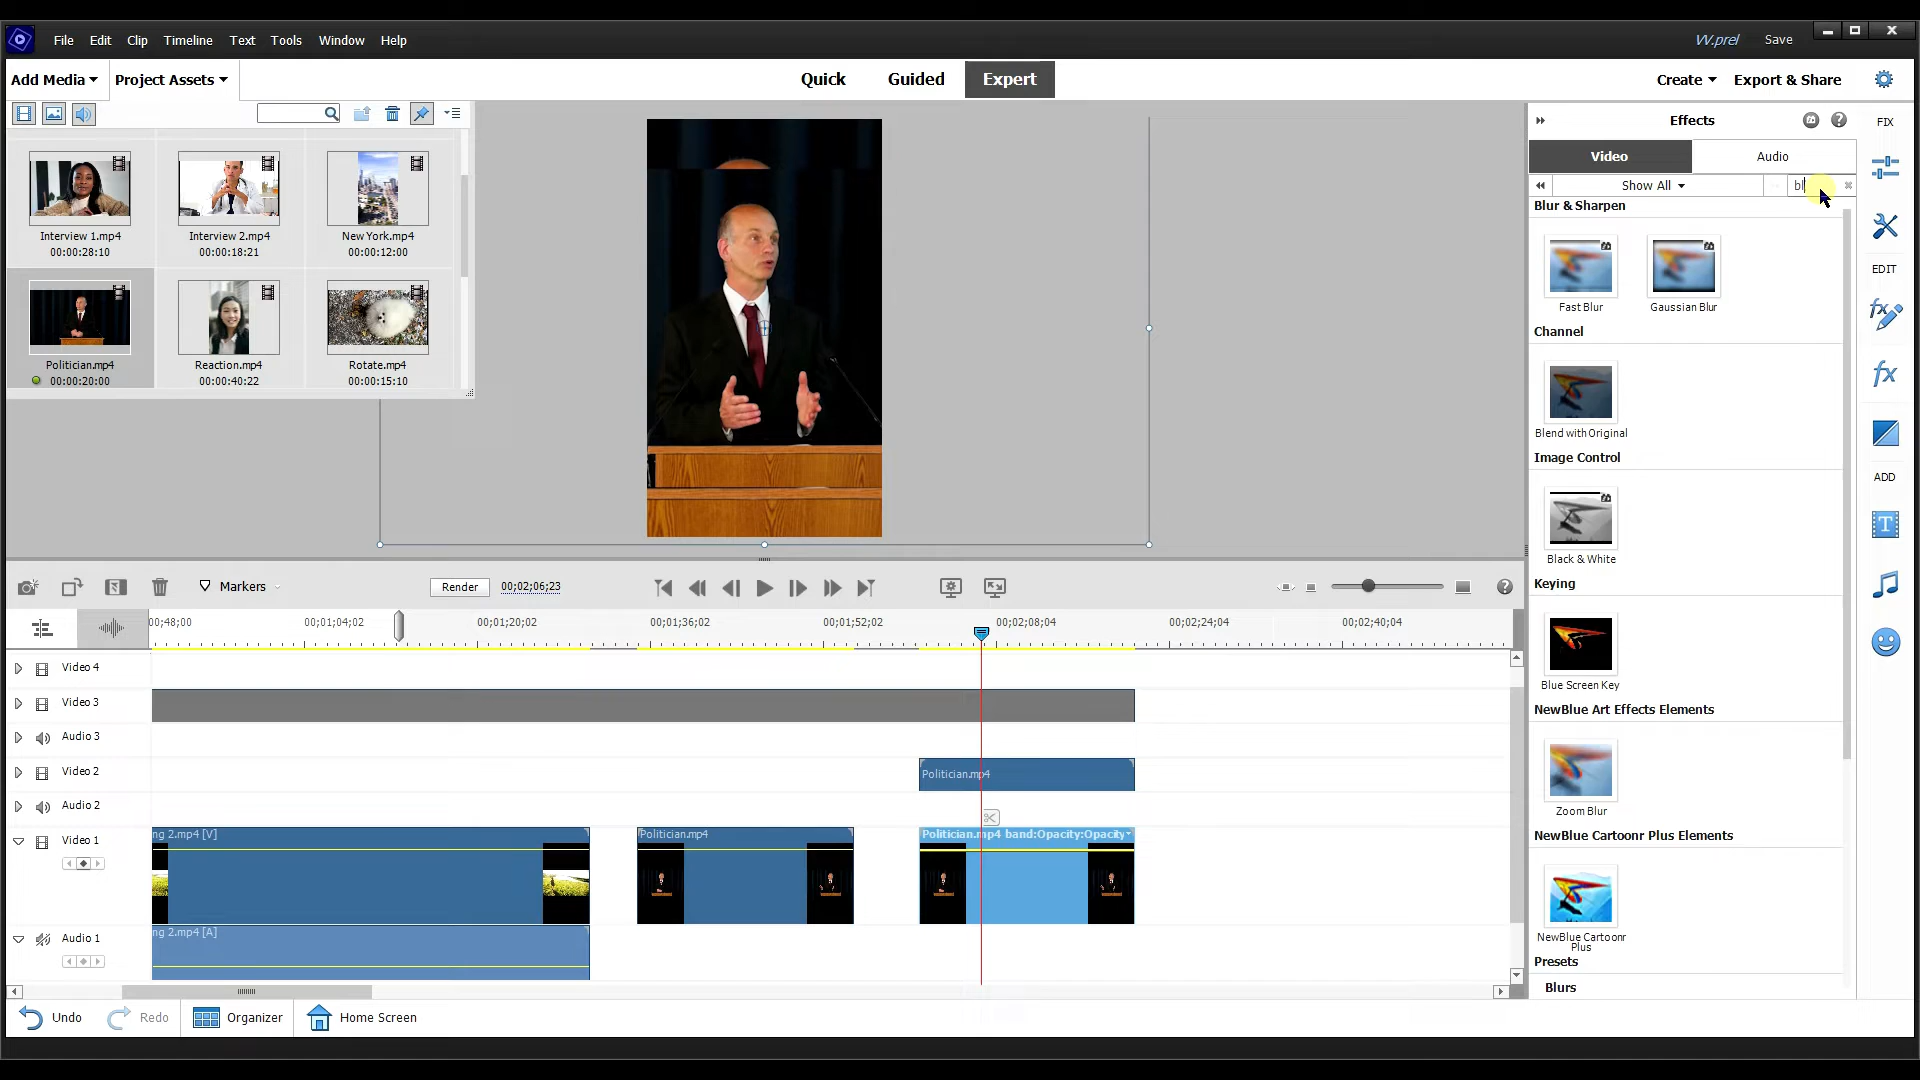 File Edit Clip Timeline Text Tools Window Help
VV.prel Save
Add Media Project Assets
Quick Guided Expert
Create Export & Share
Interview 1.mp4
00:00:28:10
Interview 2.mp4
00:00:18:21
New York.mp4
00:00:12:00
Politician.mp4
00:00:20:00
Reaction.mp4
00:00:40:22
Rotate.mp4
00:00:15:10
Effects
Video Audio
Show All
bl
Blur & Sharpen
Fast Blur
Gaussian Blur
Channel
Blend with Original
Image Control
Black & White
Keying
Blue Screen Key
NewBlue Art Effects Elements
Zoom Blur
NewBlue Cartoonr Plus Elements
NewBlue Cartoonr
Plus
Presets
Blurs
FIX
EDIT
fx
ADD
T
Markers
Render 00;02;06;23
00;48;00 00;01;04;02 00;01;20;02 00;01;36;02 00;01;52;02 00;02;08;04 00;02;24;04 00;02;40;04
Video 4
Video 3
Audio 3
Video 2
Politician.mp4
Audio 2
Video 1
ng 2.mp4 [V]
Politician.mp4
Politician.mp4 band:Opacity:Opacity
Audio 1
ng 2.mp4 [A]
Undo Redo Organizer Home Screen